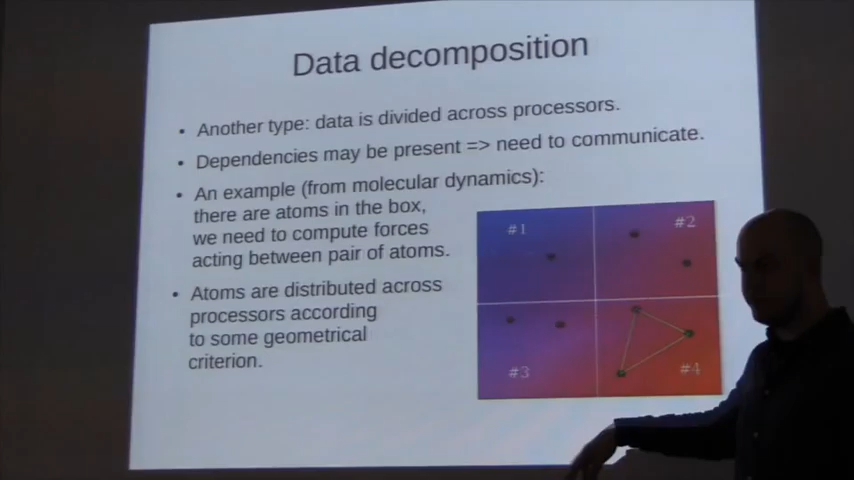 Data decomposition
• Another type: data is divided across processors.
• Dependencies may be present => need to communicate.
• An example (from molecular dynamics):
there are atoms in the box,
we need to compute forces
acting between pair of atoms.
• Atoms are distributed across
processors according
to some geometrical
criterion.
#1
#2
#3
#4